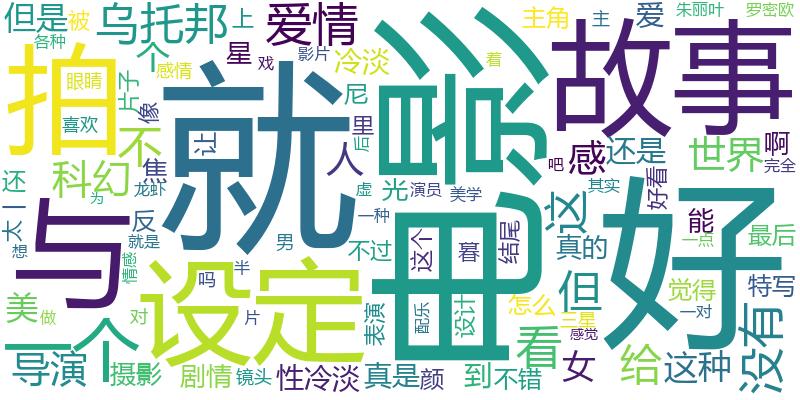 但是
被
乌托邦
上
爱情
影
故事
主角
主
爱
朱丽叶
罗密欧
各种
个
星
影片
着
拍
眼睛
感情
戏
冷淡
片子
就
尼
像
喜欢
不
让
里
后
人
焦
感
还是
世界
啊
完全
科幻
龙虾
虚
光
演员
美学
吧
其实
好看
还
为
与
太
一
反
就是
想
情感
男
一种
不过
这个
喜
结尾
这
真的
能
一点
最后
好
电
但
设定
吗
半
美
做
一个
对
片
表演
配乐
设计
怎么
三星
感觉
觉得
一对
特写
没有
看
女
给
这种
导演
摄影
剧情
镜头
性冷淡
真是
颜
到
不错